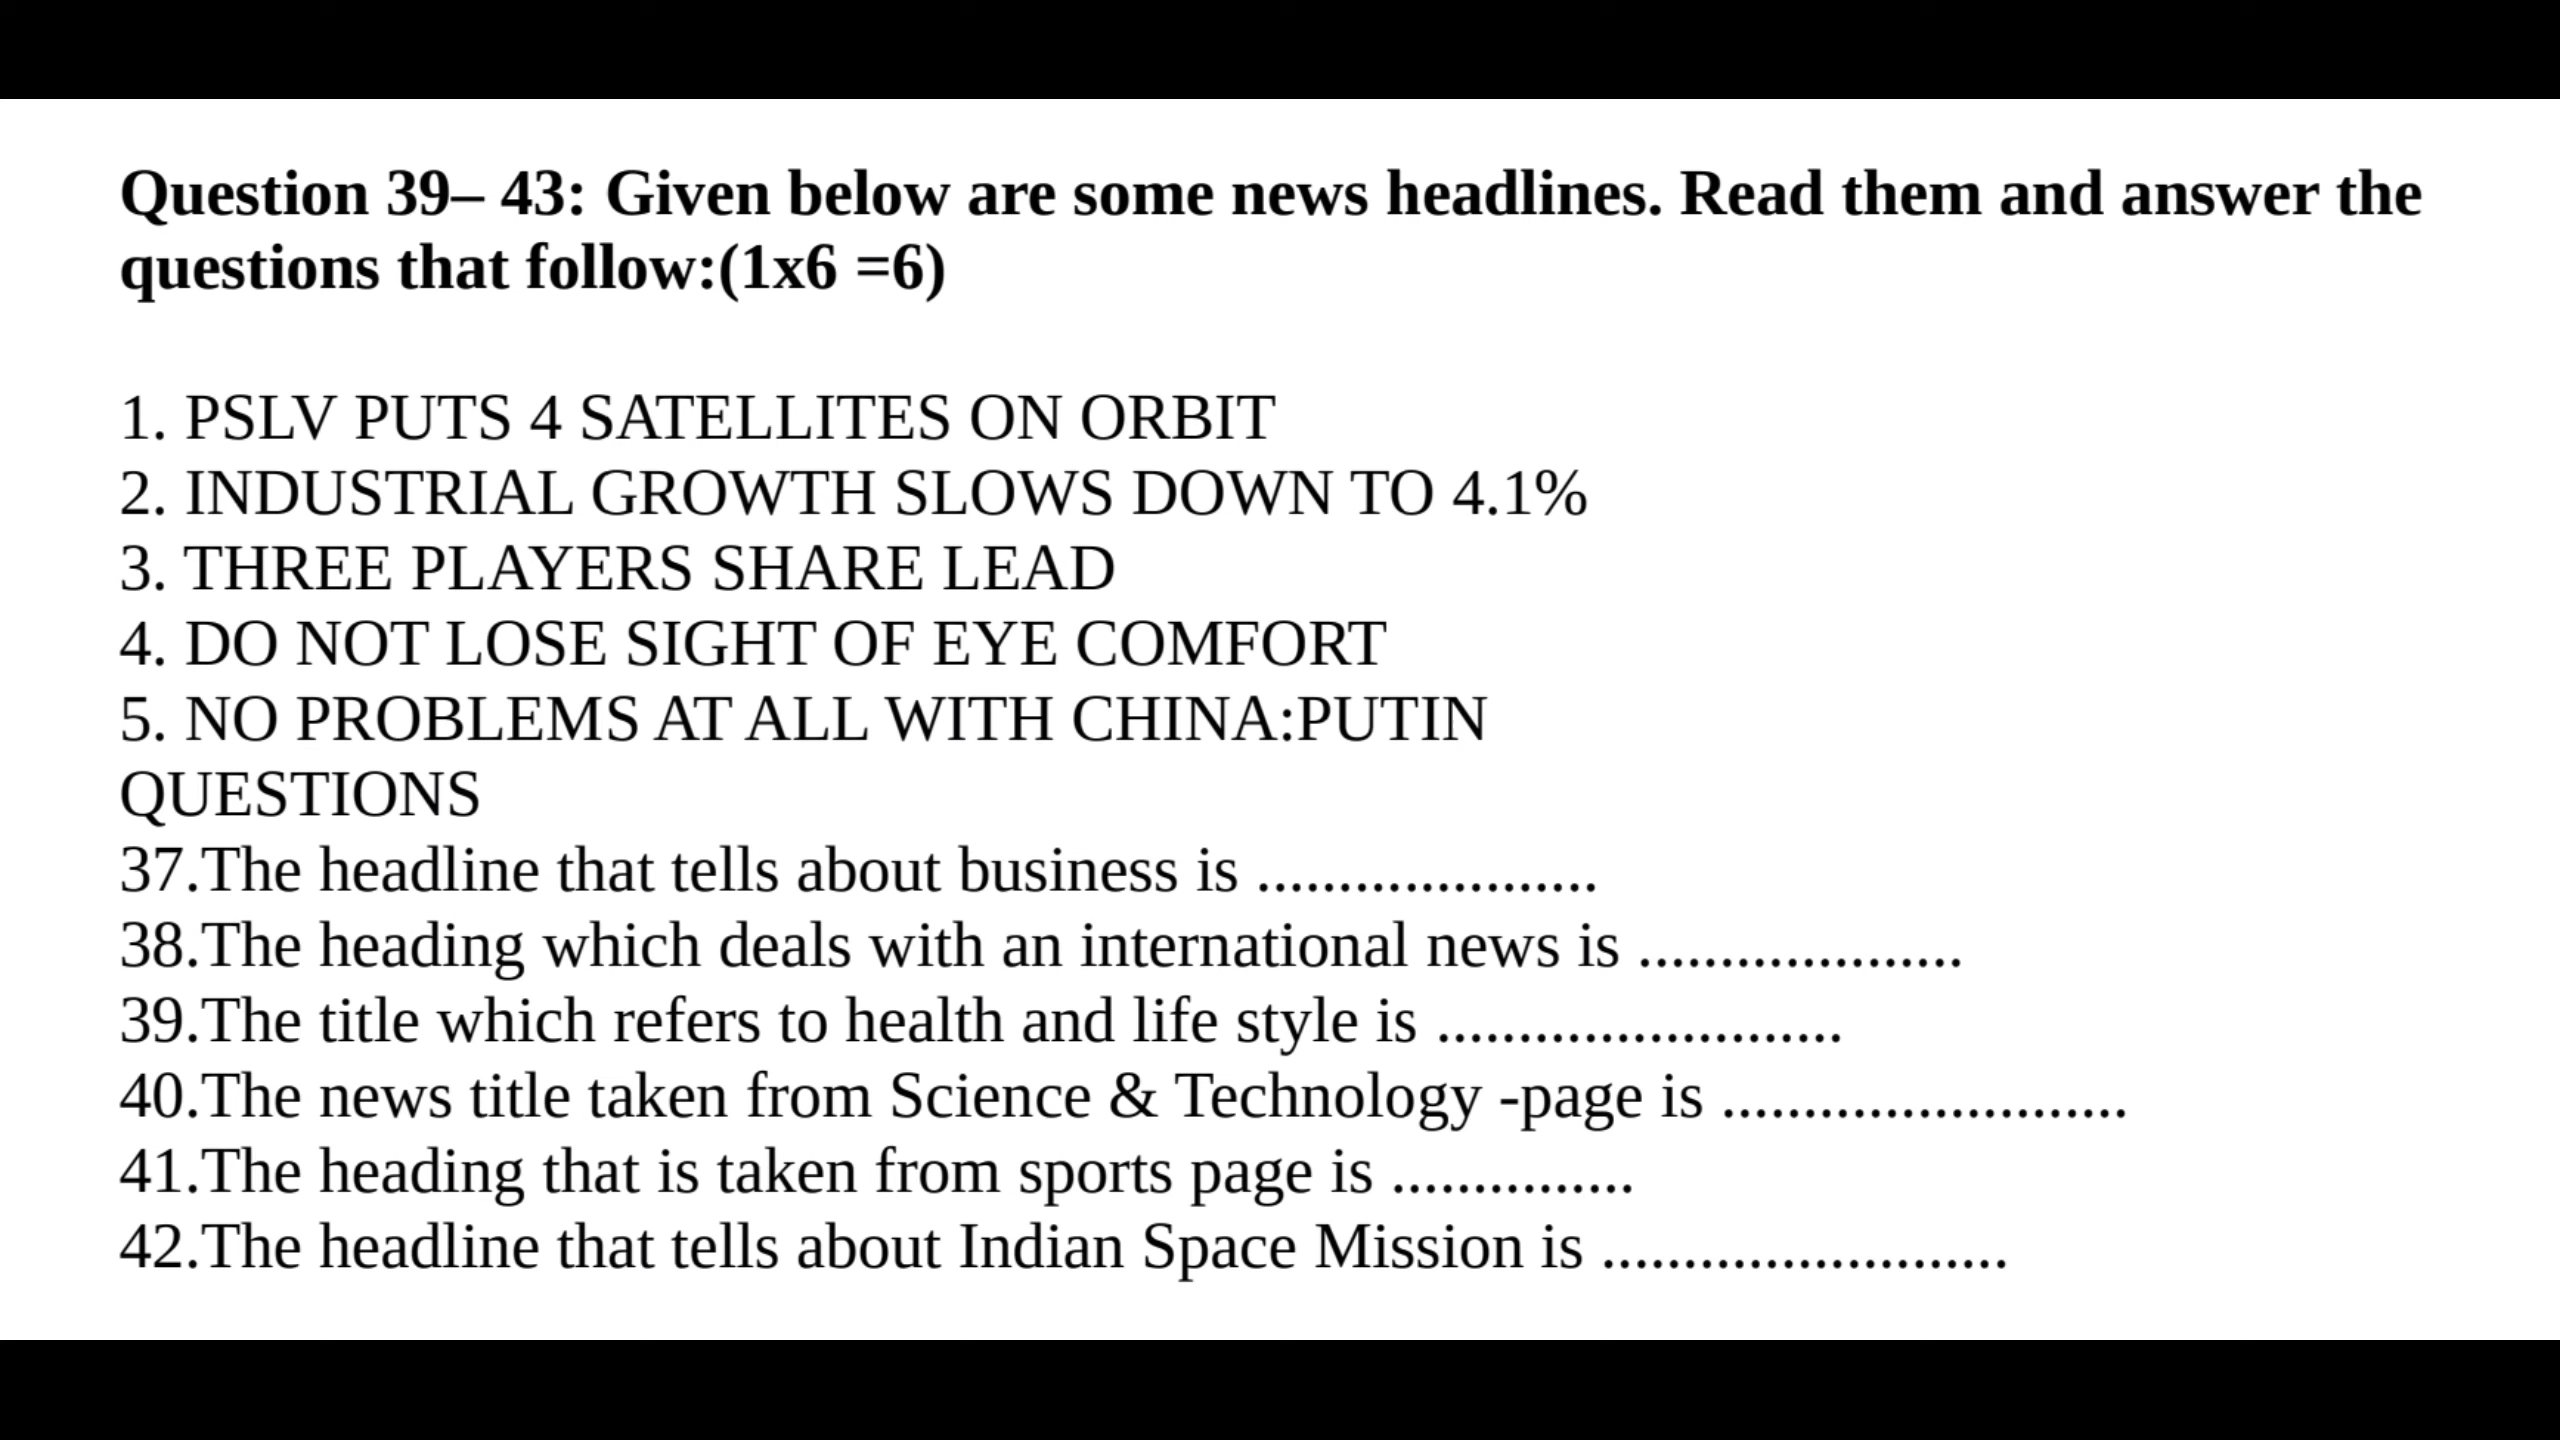 Question 39– 43: Given below are some news headlines. Read them and answer the
questions that follow:(1x6 =6)
1. PSLV PUTS 4 SATELLITES ON ORBIT
2. INDUSTRIAL GROWTH SLOWS DOWN TO 4.1%
3. THREE PLAYERS SHARE LEAD
4. DO NOT LOSE SIGHT OF EYE COMFORT
5. NO PROBLEMS AT ALL WITH CHINA:PUTIN
QUESTIONS
37.The headline that tells about business is .....................
38.The heading which deals with an international news is ....................
39.The title which refers to health and life style is .........................
40.The news title taken from Science & Technology -page is .........................
41.The heading that is taken from sports page is ...............
42.The headline that tells about Indian Space Mission is .........................